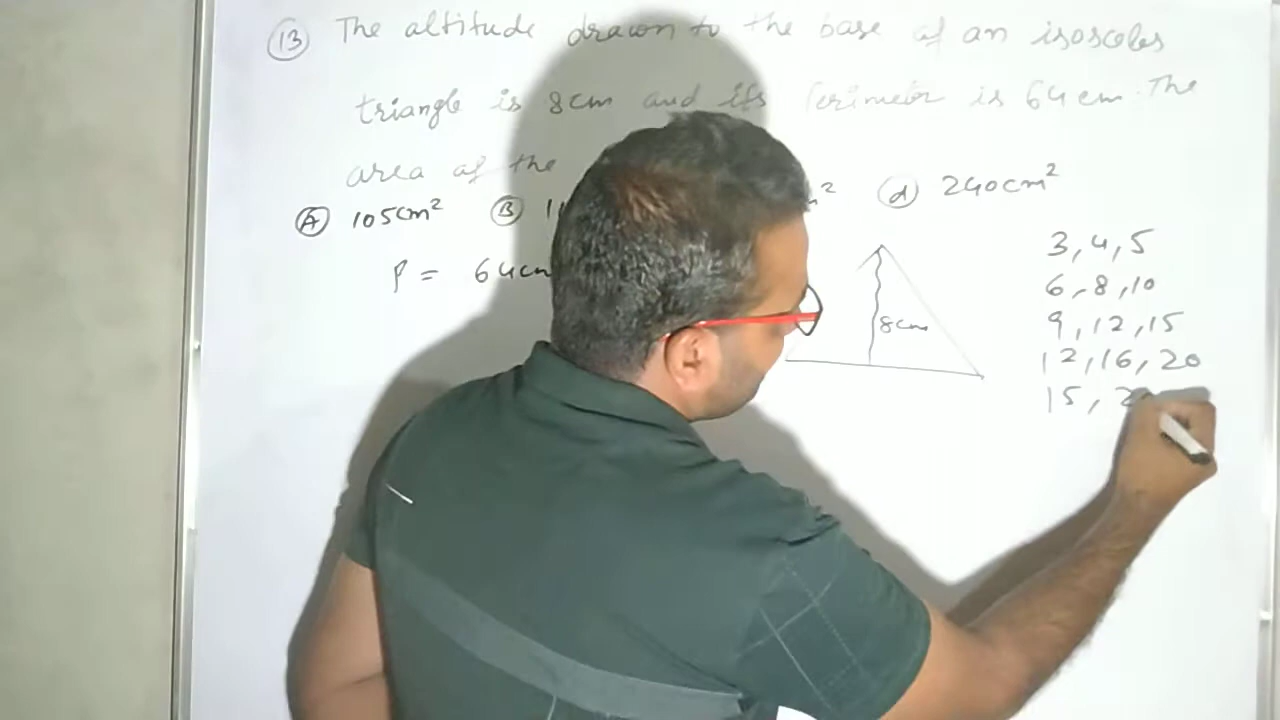 13 The altitude drawn to the base of an isosceles
triangle is 8cm and its Perimetr is 64cm. The
area of the
A 105cm² B d 240cm²
P = 64cm
8cm
3, 4, 5
6, 8, 10
9, 12, 15
12, 16, 20
15,